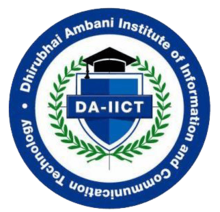 Dhirubhai Ambani Institute of Information and Communication Technology •
DA-IICT